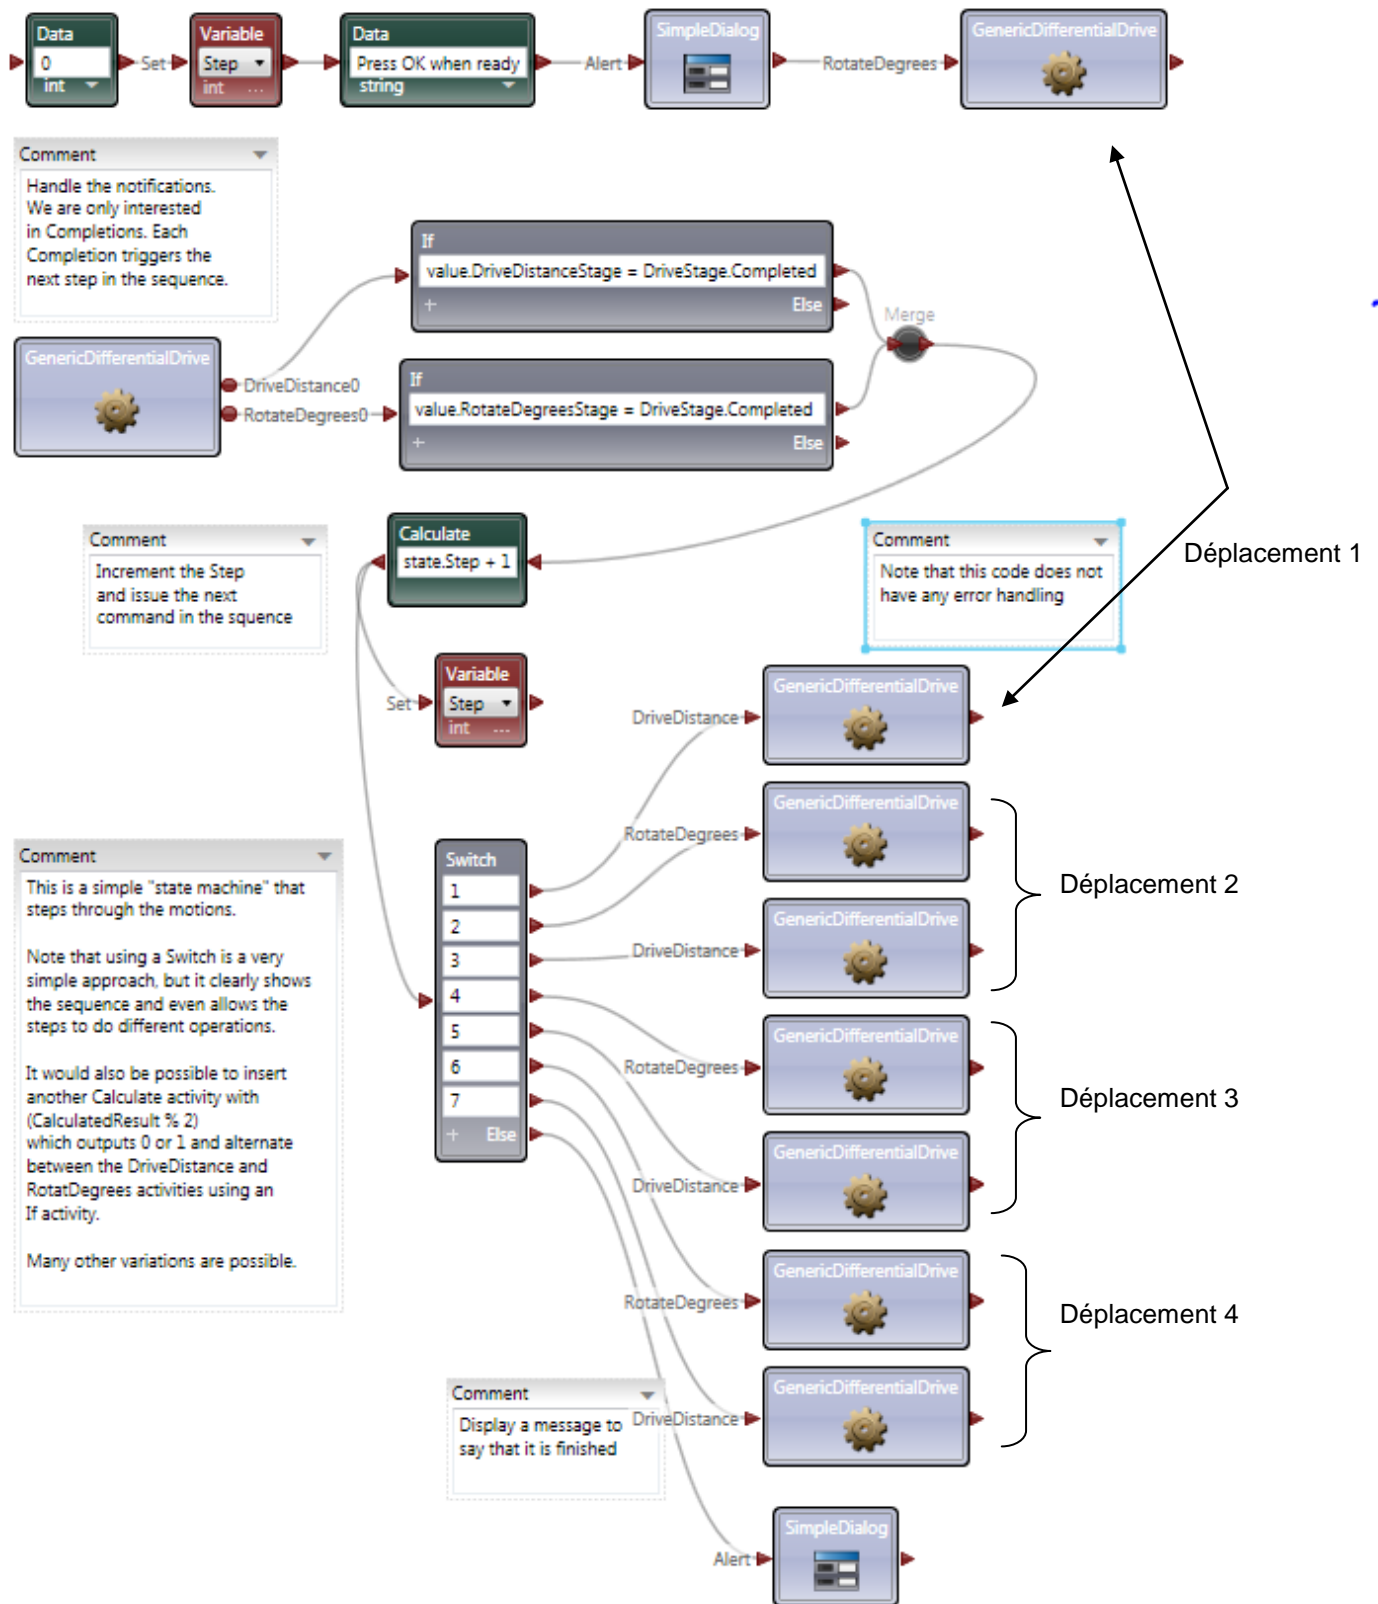 Data
0
int
Set
Variable
Step
int ...
Data
Press OK when ready
string
Alert
SimpleDialog
RotateDegrees
GenericDifferentialDrive
Comment
Handle the notifications.
We are only interested
in Completions. Each
Completion triggers the
next step in the sequence.
If
value.DriveDistanceStage = DriveStage.Completed
+ Else
Merge
GenericDifferentialDrive
DriveDistance0
RotateDegrees0
If
value.RotateDegreesStage = DriveStage.Completed
+ Else
Comment
Increment the Step
and issue the next
command in the squence
Calculate
state.Step + 1
Comment
Note that this code does not
have any error handling
Déplacement 1
Set
Variable
Step
int ...
DriveDistance
GenericDifferentialDrive
RotateDegrees
GenericDifferentialDrive
Déplacement 2
DriveDistance
GenericDifferentialDrive
Comment
This is a simple "state machine" that
steps through the motions.
Note that using a Switch is a very
simple approach, but it clearly shows
the sequence and even allows the
steps to do different operations.
It would also be possible to insert
another Calculate activity with
(CalculatedResult % 2)
which outputs 0 or 1 and alternate
between the DriveDistance and
RotatDegrees activities using an
If activity.
Many other variations are possible.
Switch
1
2
3
4
5
6
7
+ Else
RotateDegrees
GenericDifferentialDrive
Déplacement 3
DriveDistance
GenericDifferentialDrive
RotateDegrees
GenericDifferentialDrive
Déplacement 4
DriveDistance
GenericDifferentialDrive
Comment
Display a message to
say that it is finished
Alert
SimpleDialog